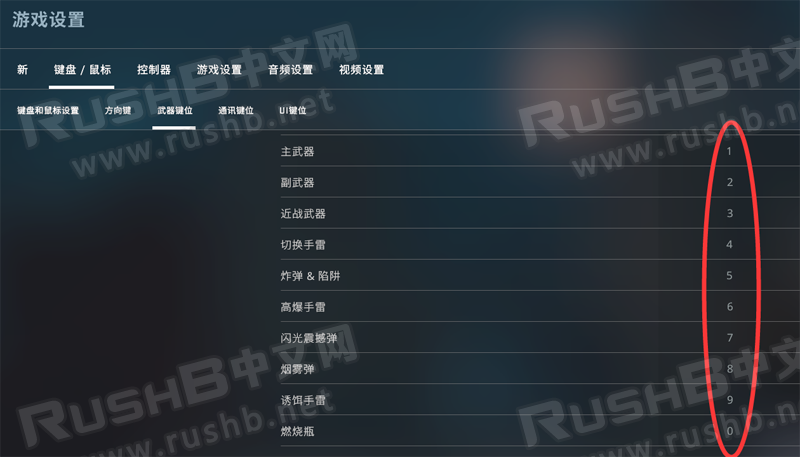 游戏设置
新 键盘 / 鼠标 控制器 游戏设置 音频设置 视频设置
键盘和鼠标设置 方向键 武器键位 通讯键位 UI键位
主武器 1
副武器 2
近战武器 3
切换手雷 4
炸弹 & 陷阱 5
高爆手雷 6
闪光震撼弹 7
烟雾弹 8
诱饵手雷 9
燃烧瓶 0
RushB中文网
www.rushb.net
RushB中文网
www.rushb.net
RushB中文网
www.rushb.net
RushB中文网
www.rushb.net